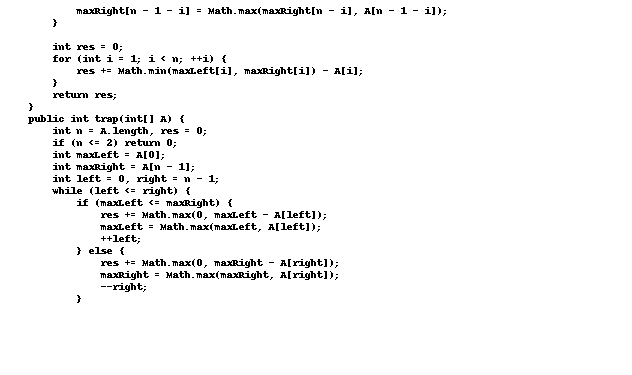 maxRight[n - 1 - i] = Math.max(maxRight[n - i], A[n - 1 - i]);
}
int res = 0;
for (int i = 1; i < n; ++i) {
res += Math.min(maxLeft[i], maxRight[i]) - A[i];
}
return res;
}
public int trap(int[] A) {
int n = A.length, res = 0;
if (n <= 2) return 0;
int maxLeft = A[0];
int maxRight = A[n - 1];
int left = 0, right = n - 1;
while (left <= right) {
if (maxLeft <= maxRight) {
res += Math.max(0, maxLeft - A[left]);
maxLeft = Math.max(maxLeft, A[left]);
++left;
} else {
res += Math.max(0, maxRight - A[right]);
maxRight = Math.max(maxRight, A[right]);
--right;
}